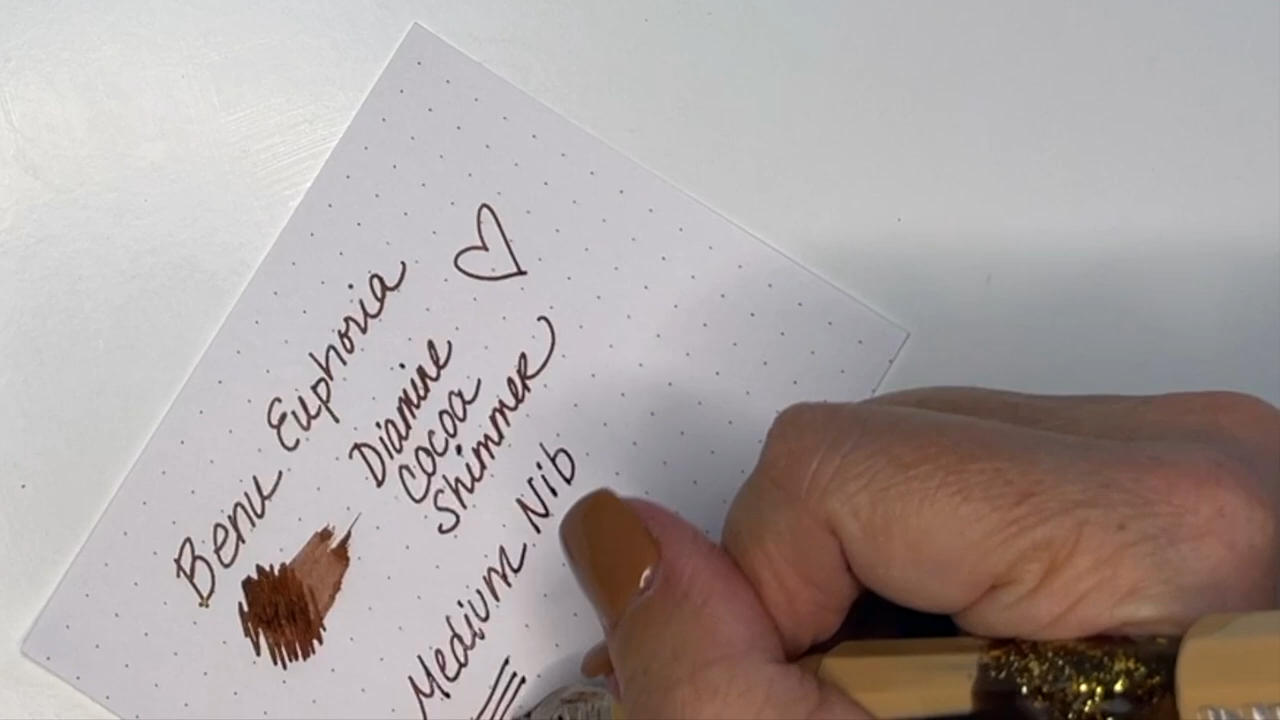 Benu Euphoria
Diamine
Cocoa
Shimmer
Medium Nib